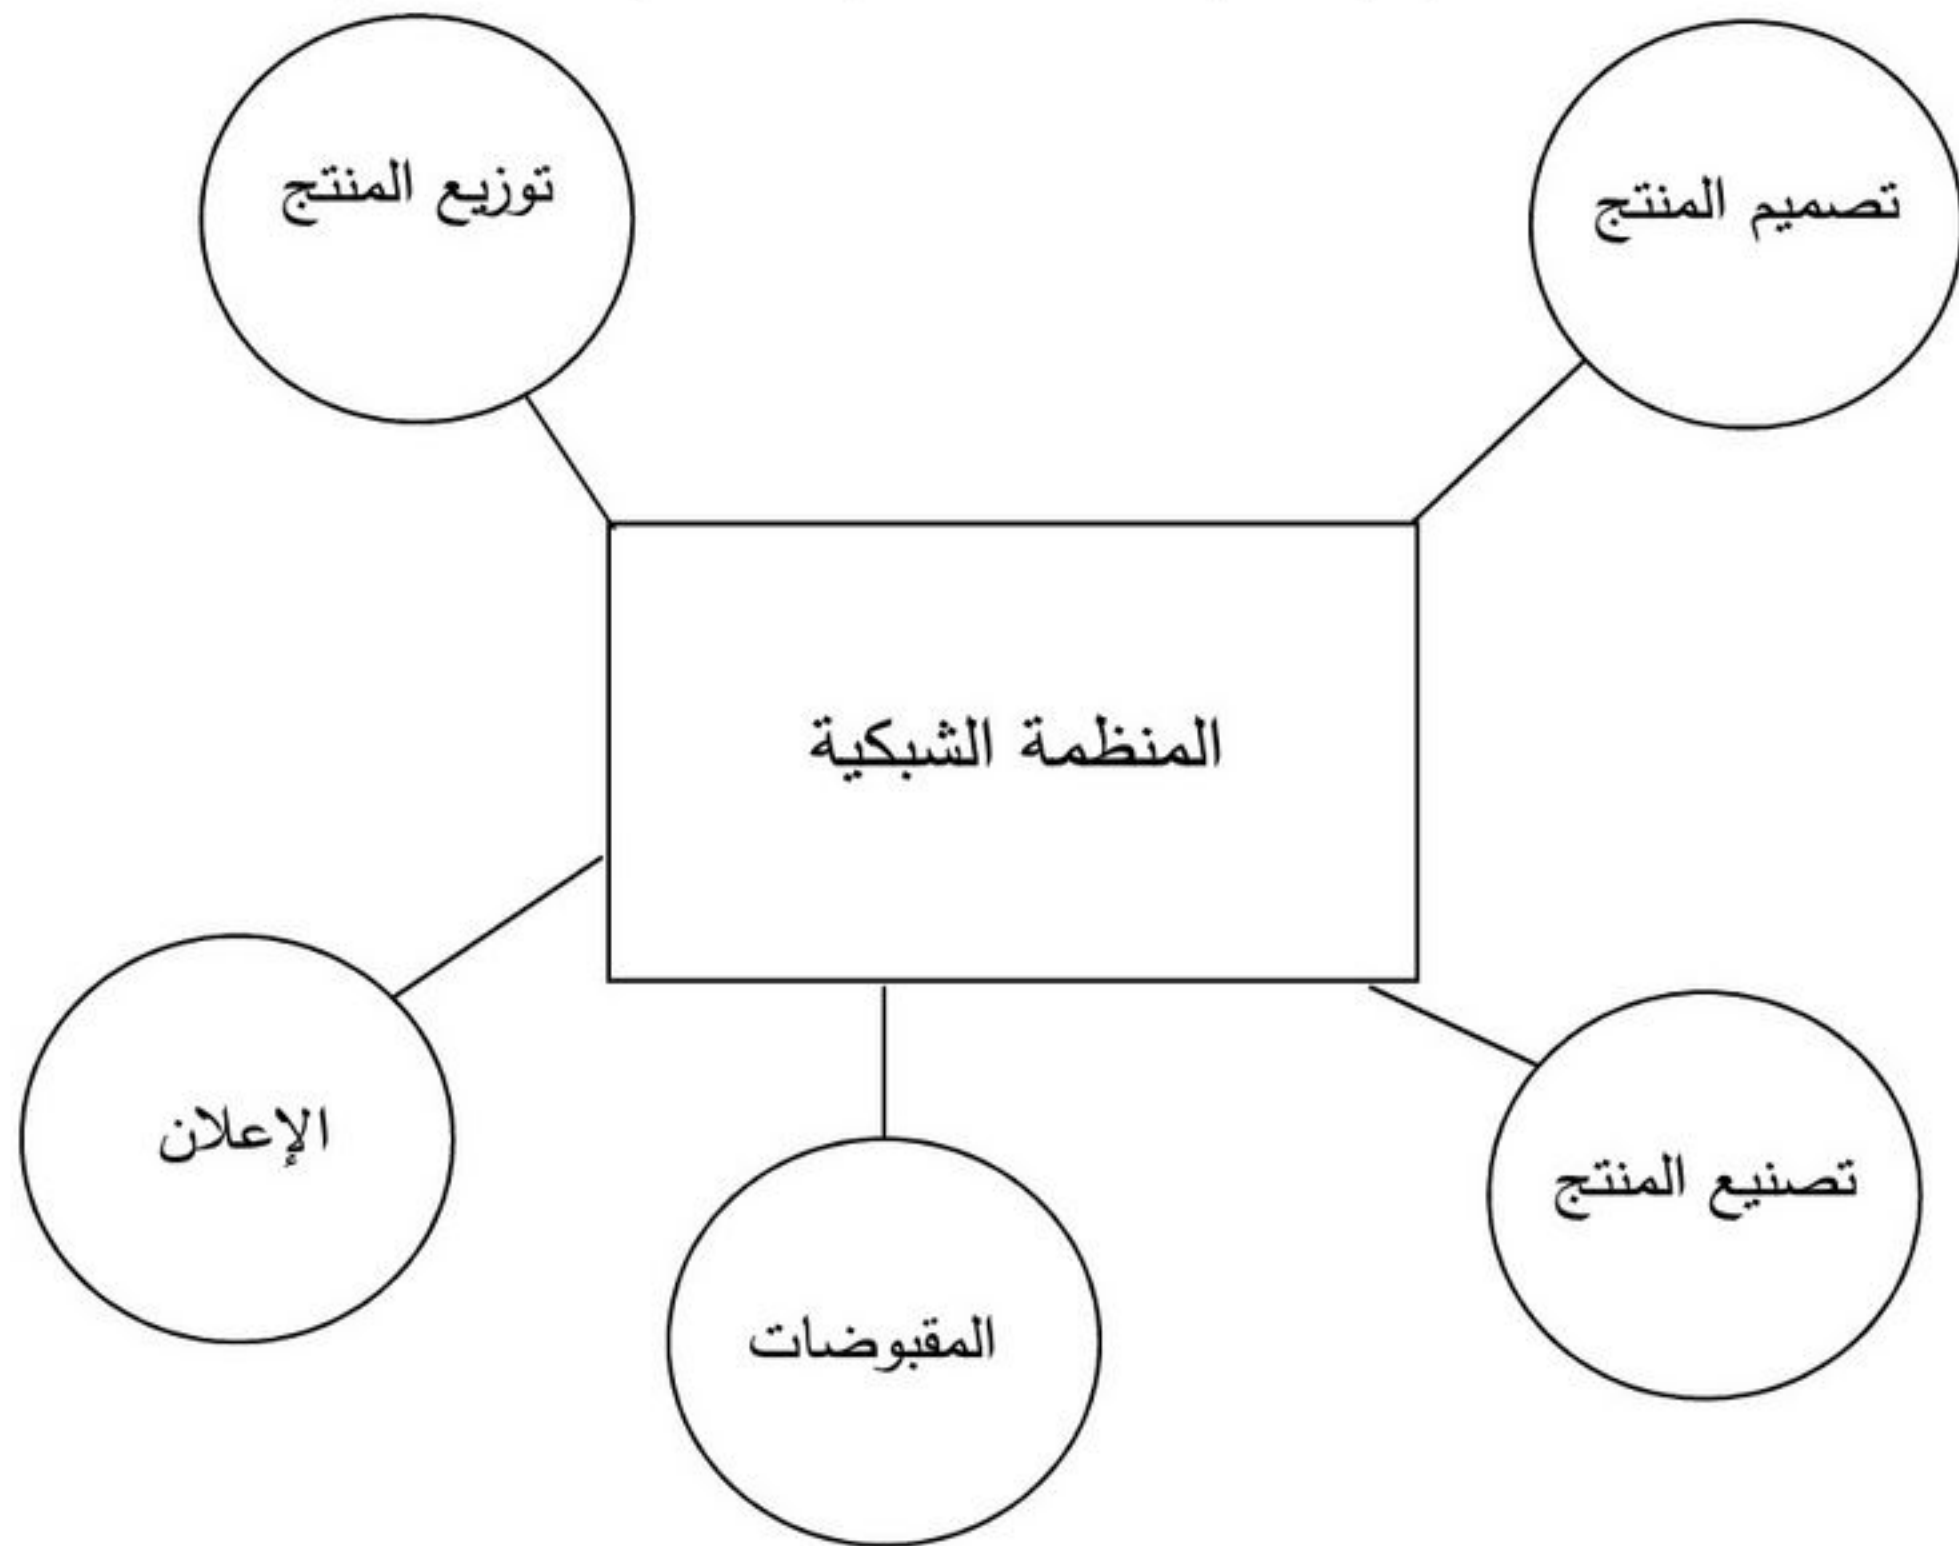 تصميم المنتج
توزيع المنتج
المنظمة الشبكية
تصنيع المنتج
المقبوضات
الإعلان